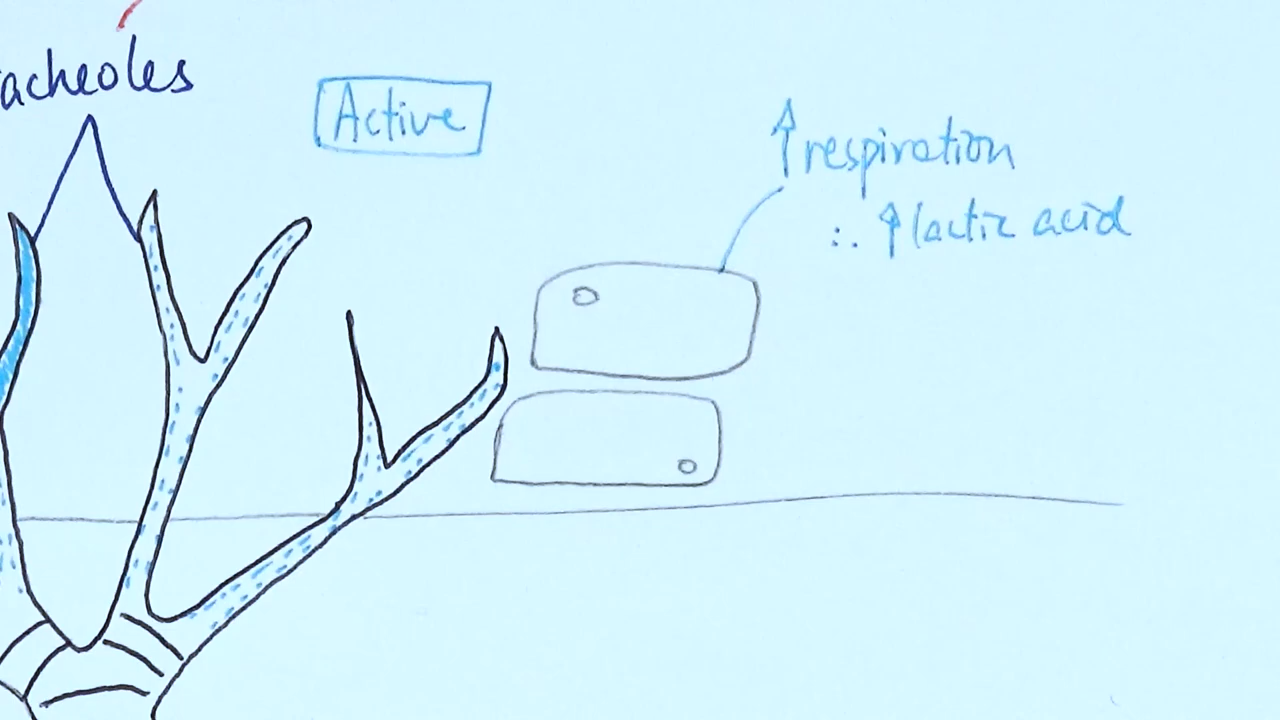 acheoles
Active
↑ respiration
∴ ↑ lactic acid